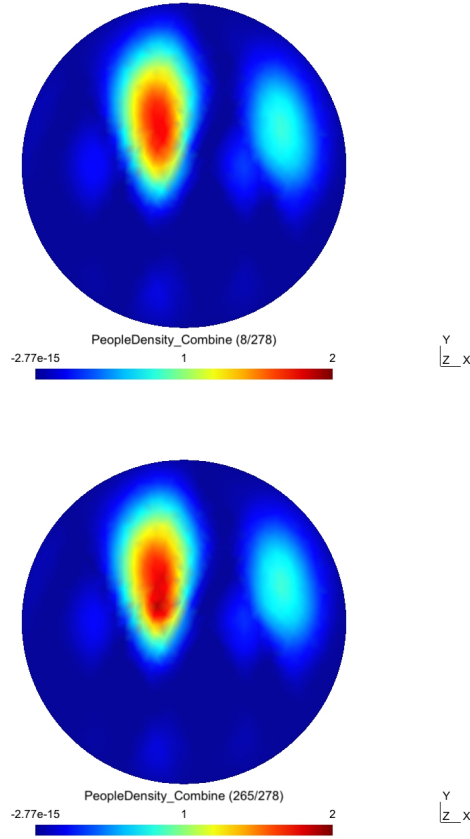 PeopleDensity_Combine (8/278)
-2.77e-15 1 2
Y
Z X
PeopleDensity_Combine (265/278)
-2.77e-15 1 2
Y
Z X